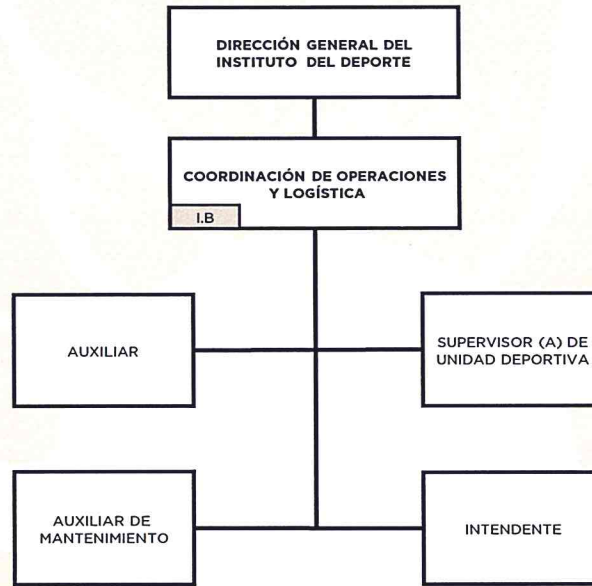 DIRECCIÓN GENERAL DEL
INSTITUTO DEL DEPORTE
COORDINACIÓN DE OPERACIONES
Y LOGÍSTICA
I.B
AUXILIAR
SUPERVISOR (A) DE
UNIDAD DEPORTIVA
AUXILIAR DE
MANTENIMIENTO
INTENDENTE